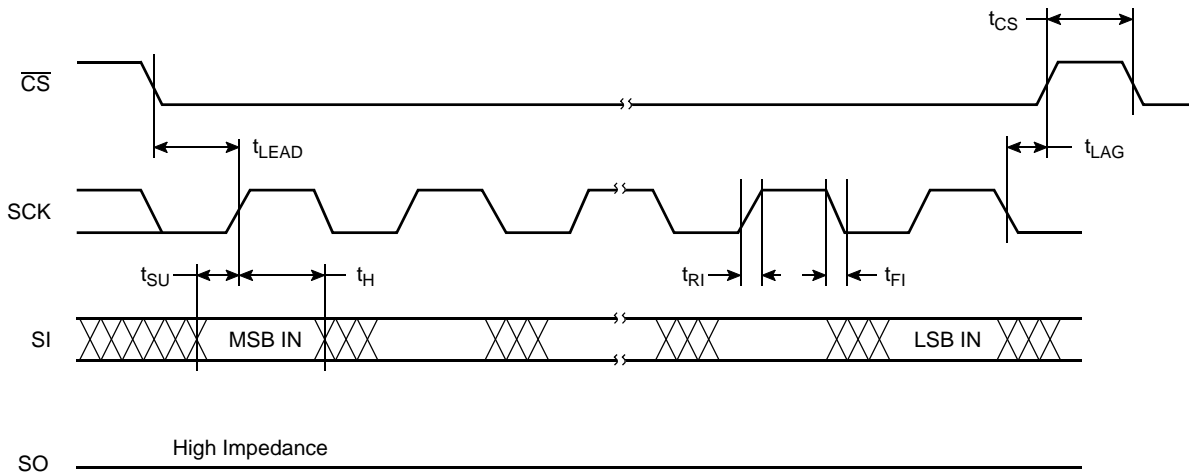 tCS
CS
tLEAD
tLAG
SCK
tSU
tH
tRI
tFI
SI
MSB IN
LSB IN
High Impedance
SO